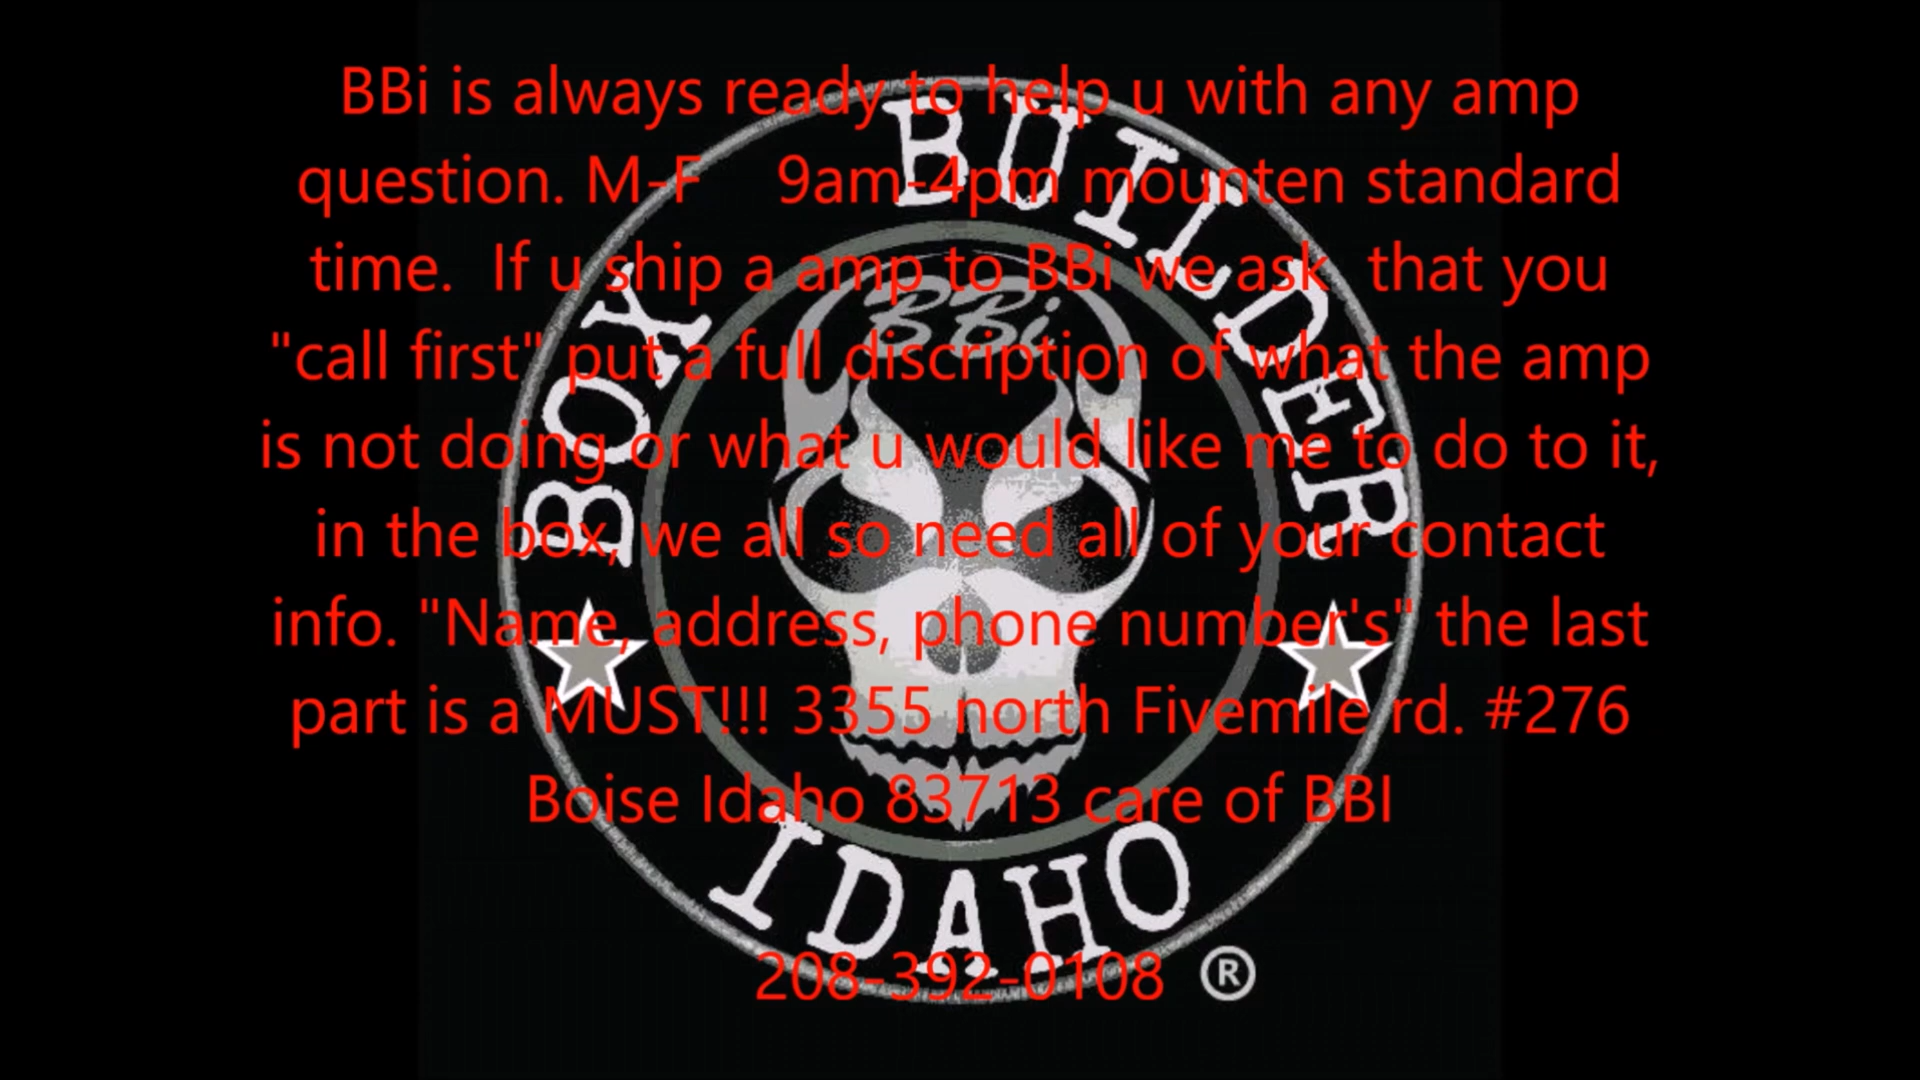 BBi is always ready to help u with any amp
question. M-F    9am-4pm mounten standard
time.  If u ship a amp to BBi we ask  that you
"call first" put a full discription of what the amp
is not doing or what u would like me to do to it,
in the box, we all so need all of your contact
info. "Name, address, phone number's"  the last
part is a MUST!!! 3355 north Fivemile rd. #276
Boise Idaho 83713 care of BBI
208-392-0108
BOX BUILDER
BBi
IDAHO
®